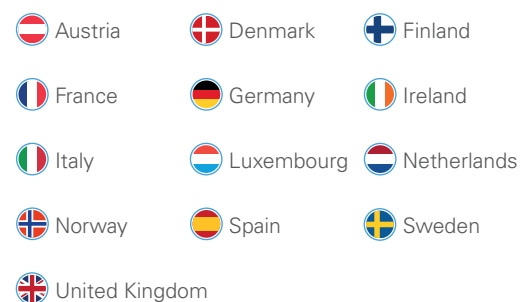 Austria
Denmark
Finland
France
Germany
Ireland
Italy
Luxembourg
Netherlands
Norway
Spain
Sweden
United Kingdom